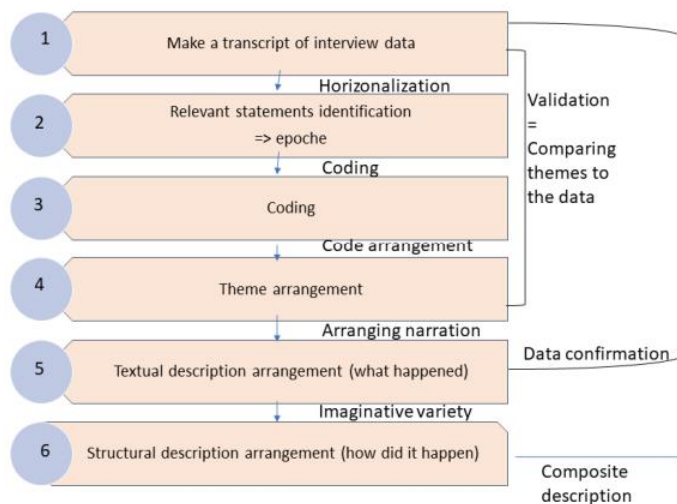 1
Make a transcript of interview data
Horizonalization
2
Relevant statements identification
=> epoche
Coding
3
Coding
Code arrangement
4
Theme arrangement
Arranging narration
5
Textual description arrangement (what happened)
Imaginative variety
6
Structural description arrangement (how did it happen)
Validation
=
Comparing
themes to
the data
Data confirmation
Composite
description